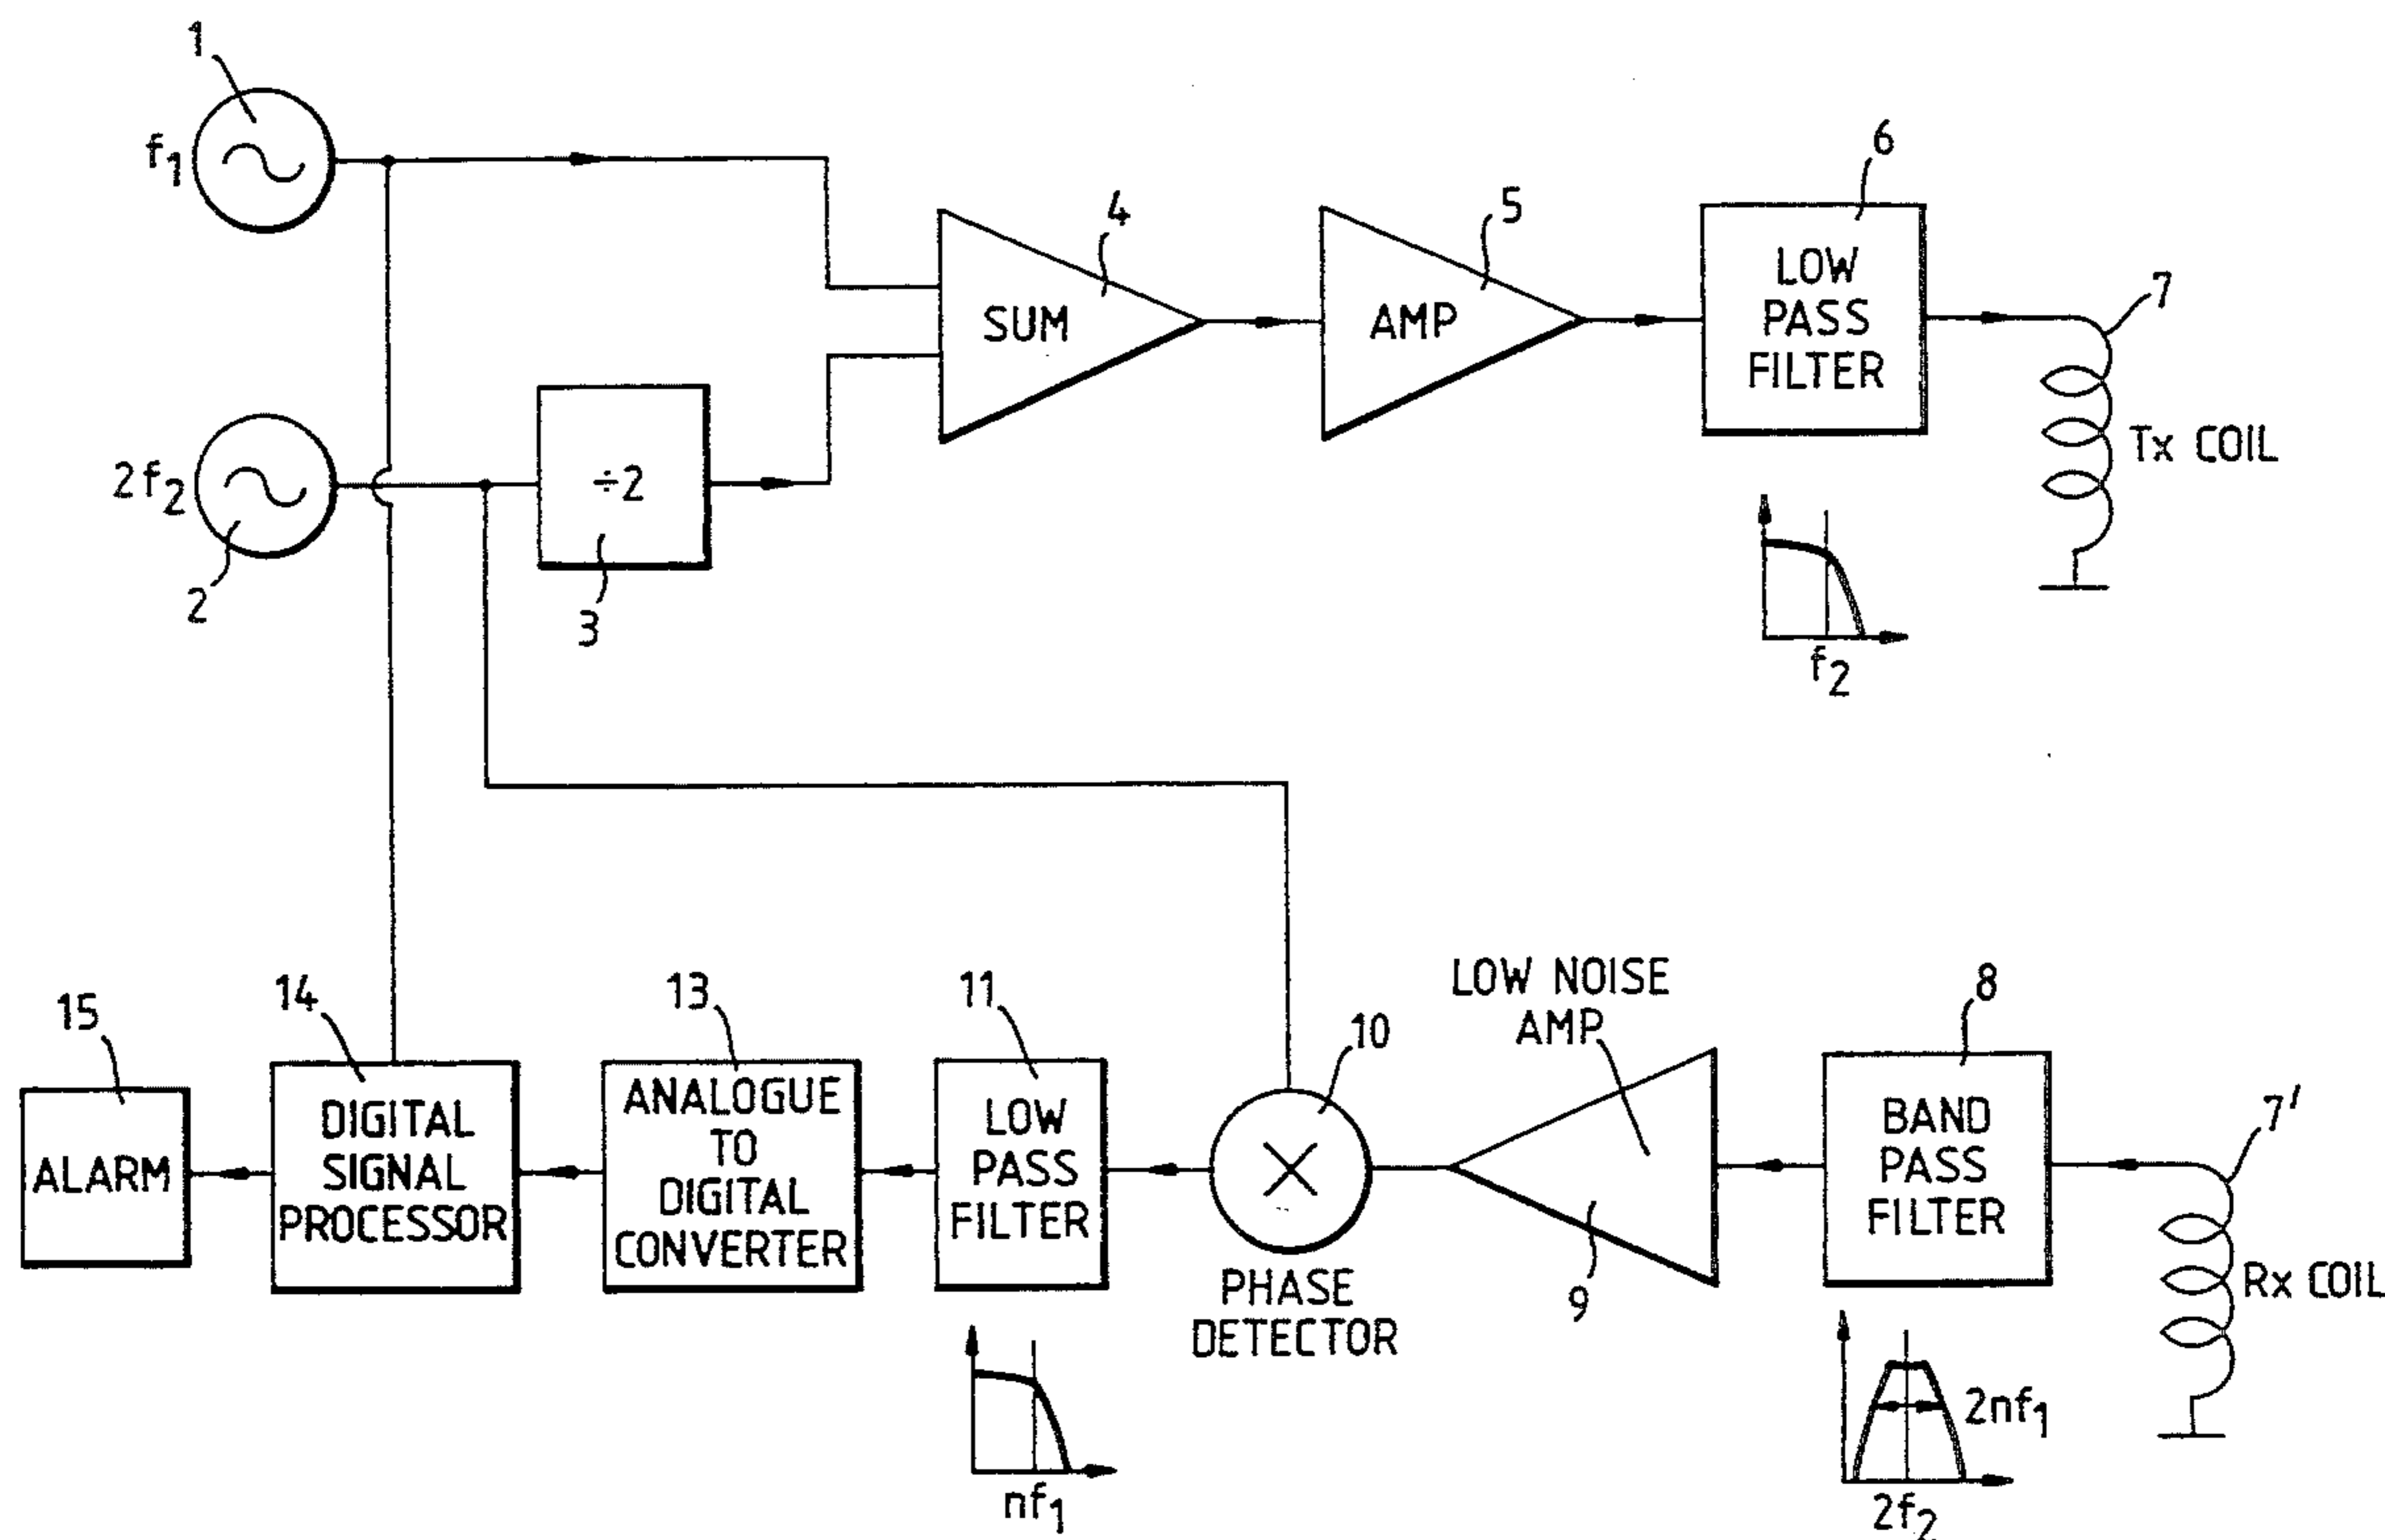 1
f1
2f2
2
÷2
3
SUM
4
AMP
5
LOW
PASS
FILTER
6
7
Tx COIL
f2
15
ALARM
14
DIGITAL
SIGNAL
PROCESSOR
13
ANALOGUE
TO
DIGITAL
CONVERTER
11
LOW
PASS
FILTER
nf1
10
PHASE
DETECTOR
LOW NOISE
AMP
9
8
BAND
PASS
FILTER
2nf1
2f2
7'
Rx COIL